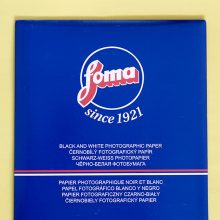 foma
since 1921
BLACK AND WHITE PHOTOGRAPHIC PAPER
ČERNOBÍLÝ FOTOGRAFICKÝ PAPÍR
SCHWARZ-WEISS PHOTOPAPIER
ЧЁРНО-БЕЛАЯ ФОТОБУМАГА
PAPIER PHOTOGRAPHIQUE NOIR ET BLANC
PAPEL FOTOGRÁFICO BLANCO Y NEGRO
PAPIER FOTOGRAFICZNY CZARNO-BIAŁY
ČIERNOBIELY FOTOGRAFICKÝ PAPIER